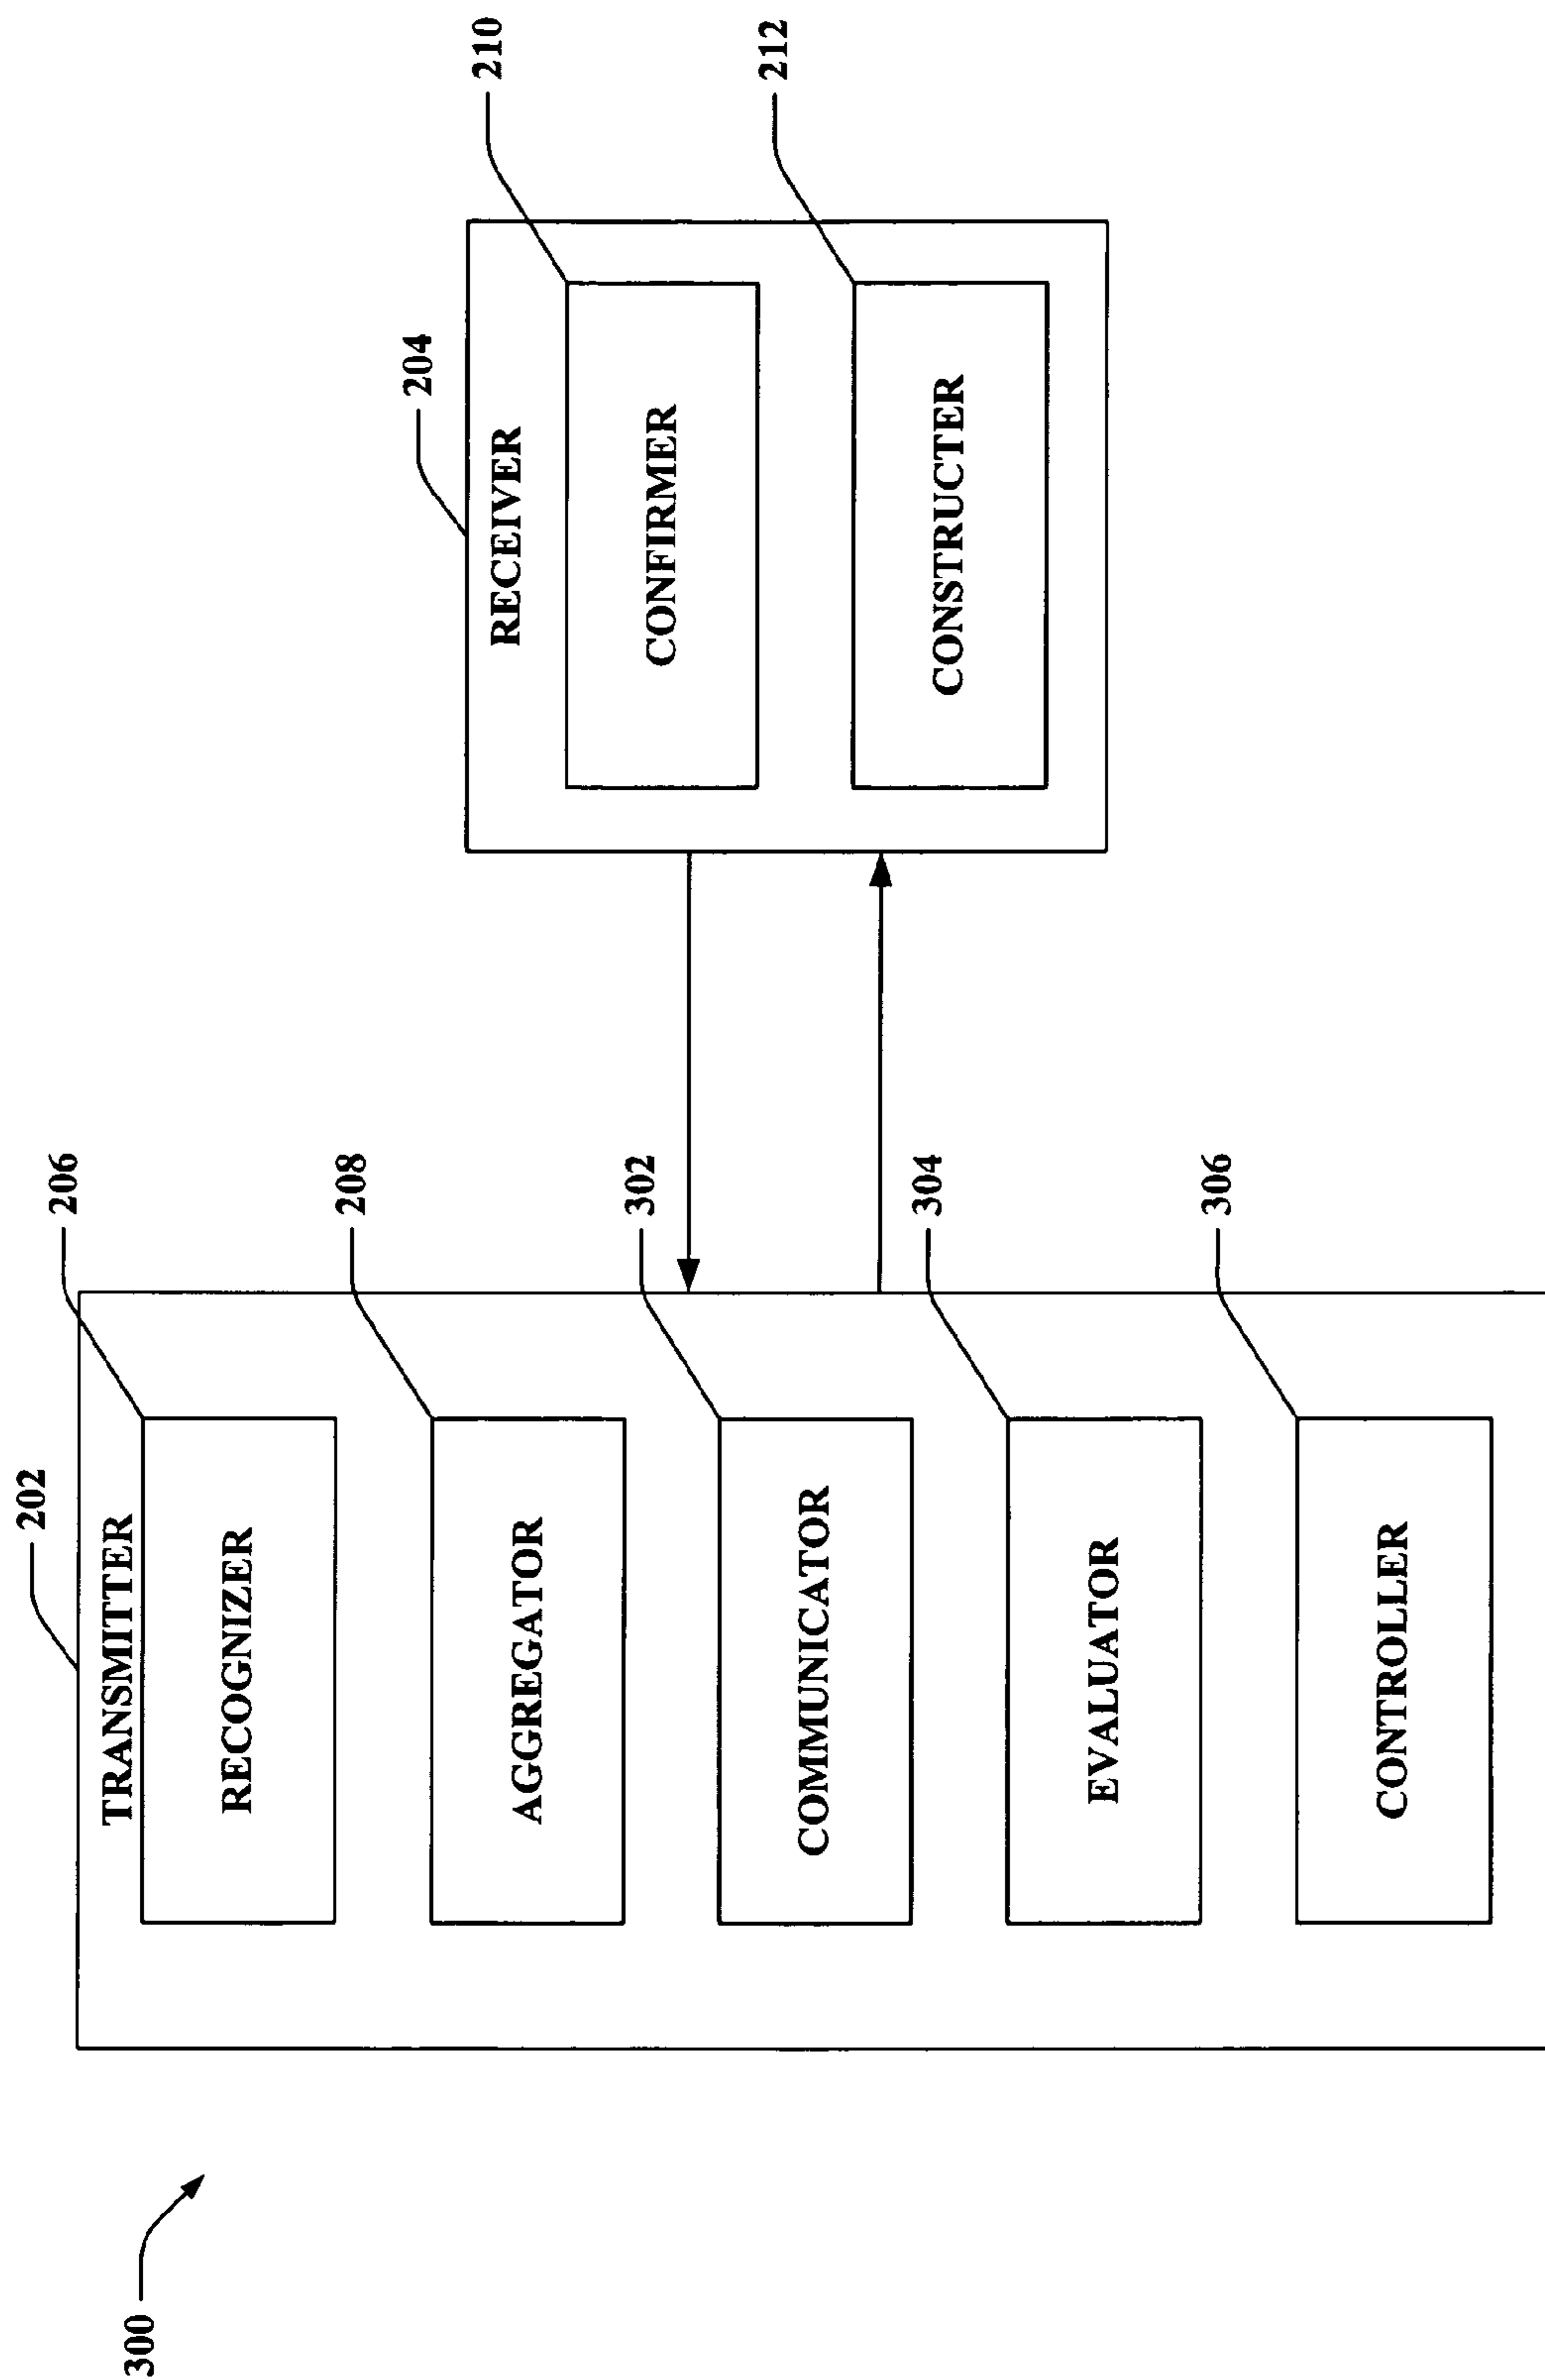 300
202
TRANSMITTER
206
RECOGNIZER
208
AGGREGATOR
302
COMMUNICATOR
304
EVALUATOR
306
CONTROLLER
204
RECEIVER
210
CONFIRMER
212
CONSTRUCTER